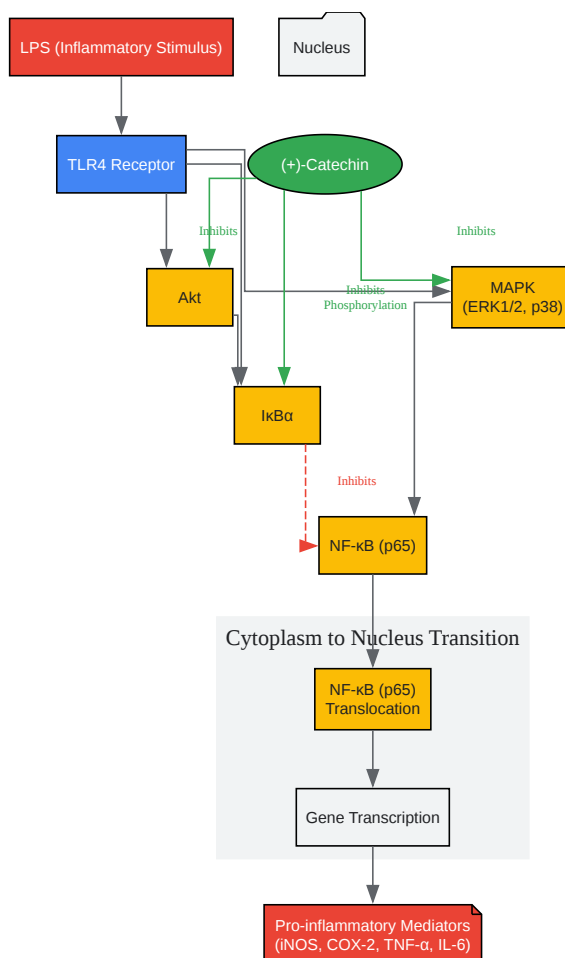 LPS (Inflammatory Stimulus)
Nucleus
TLR4 Receptor
(+)-Catechin
Inhibits
Inhibits
Akt
Inhibits
Phosphorylation
MAPK
(ERK1/2, p38)
IκBα
Inhibits
NF-κB (p65)
Cytoplasm to Nucleus Transition
NF-κB (p65)
Translocation
Gene Transcription
Pro-inflammatory Mediators
(iNOS, COX-2, TNF-α, IL-6)